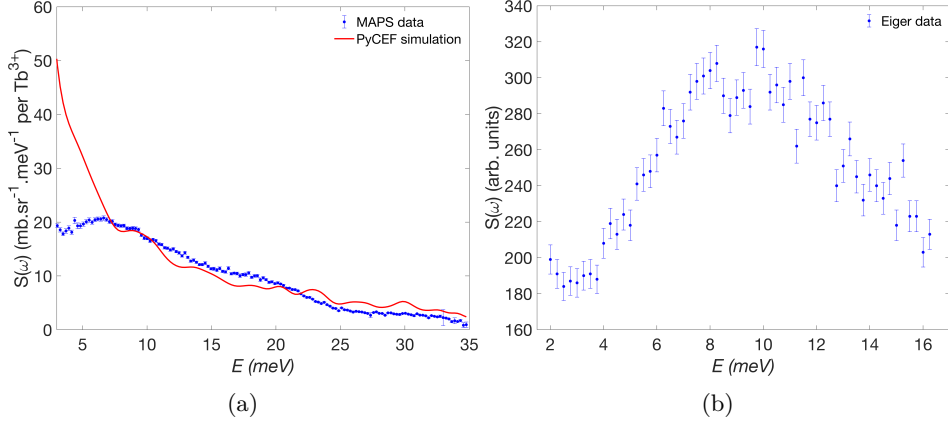 (a)
60
50
40
30
20
10
0
S(ω) (mb.sr⁻¹.meV⁻¹ per Tb³⁺)
MAPS data
PyCEF simulation
5 10 15 20 25 30 35
E (meV)
(a)
(b)
340
320
300
280
260
240
220
200
180
160
S(ω) (arb. units)
Eiger data
2 4 6 8 10 12 14 16
E (meV)
(b)